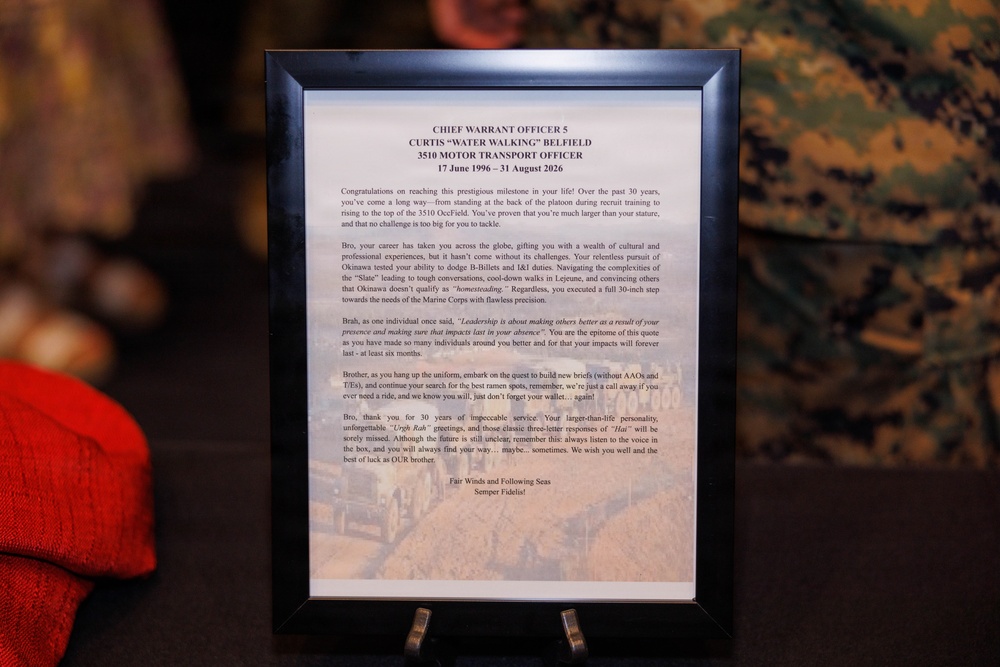 CHIEF WARRANT OFFICER 5
CURTIS “WATER WALKING” BELFIELD
3510 MOTOR TRANSPORT OFFICER
17 June 1996 – 31 August 2026
Congratulations on reaching this prestigious milestone in your life! Over the past 30 years,
you’ve come a long way—from standing at the back of the platoon during recruit training to
rising to the top of the 3510 OccField. You’ve proven that you’re much larger than your stature,
and that no challenge is too big for you to tackle.
Bro, your career has taken you across the globe, gifting you with a wealth of cultural and
professional experiences, but it hasn’t come without its challenges. Your relentless pursuit of
Okinawa tested your ability to dodge B-Billets and I&I duties. Navigating the complexities of
the “Slate” leading to tough conversations, cool-down walks in Lejeune, and convincing others
that Okinawa doesn’t qualify as “homesteading.” Regardless, you executed a full 30-inch step
towards the needs of the Marine Corps with flawless precision.
Brah, as one individual once said, “Leadership is about making others better as a result of your
presence and making sure that impacts last in your absence”. You are the epitome of this quote
as you have made so many individuals around you better and for that your impacts will forever
last - at least six months.
Brother, as you hang up the uniform, embark on the quest to build new briefs (without AAOs and
T/Es), and continue your search for the best ramen spots, remember, we’re just a call away if you
ever need a ride, and we know you will, just don’t forget your wallet… again!
Bro, thank you for 30 years of impeccable service. Your larger-than-life personality,
unforgettable “Urgh Rah” greetings, and those classic three-letter responses of “Hai” will be
sorely missed. Although the future is still unclear, remember this: always listen to the voice in
the box, and you will always find your way… maybe... sometimes. We wish you well and the
best of luck as OUR brother.
Fair Winds and Following Seas
Semper Fidelis!